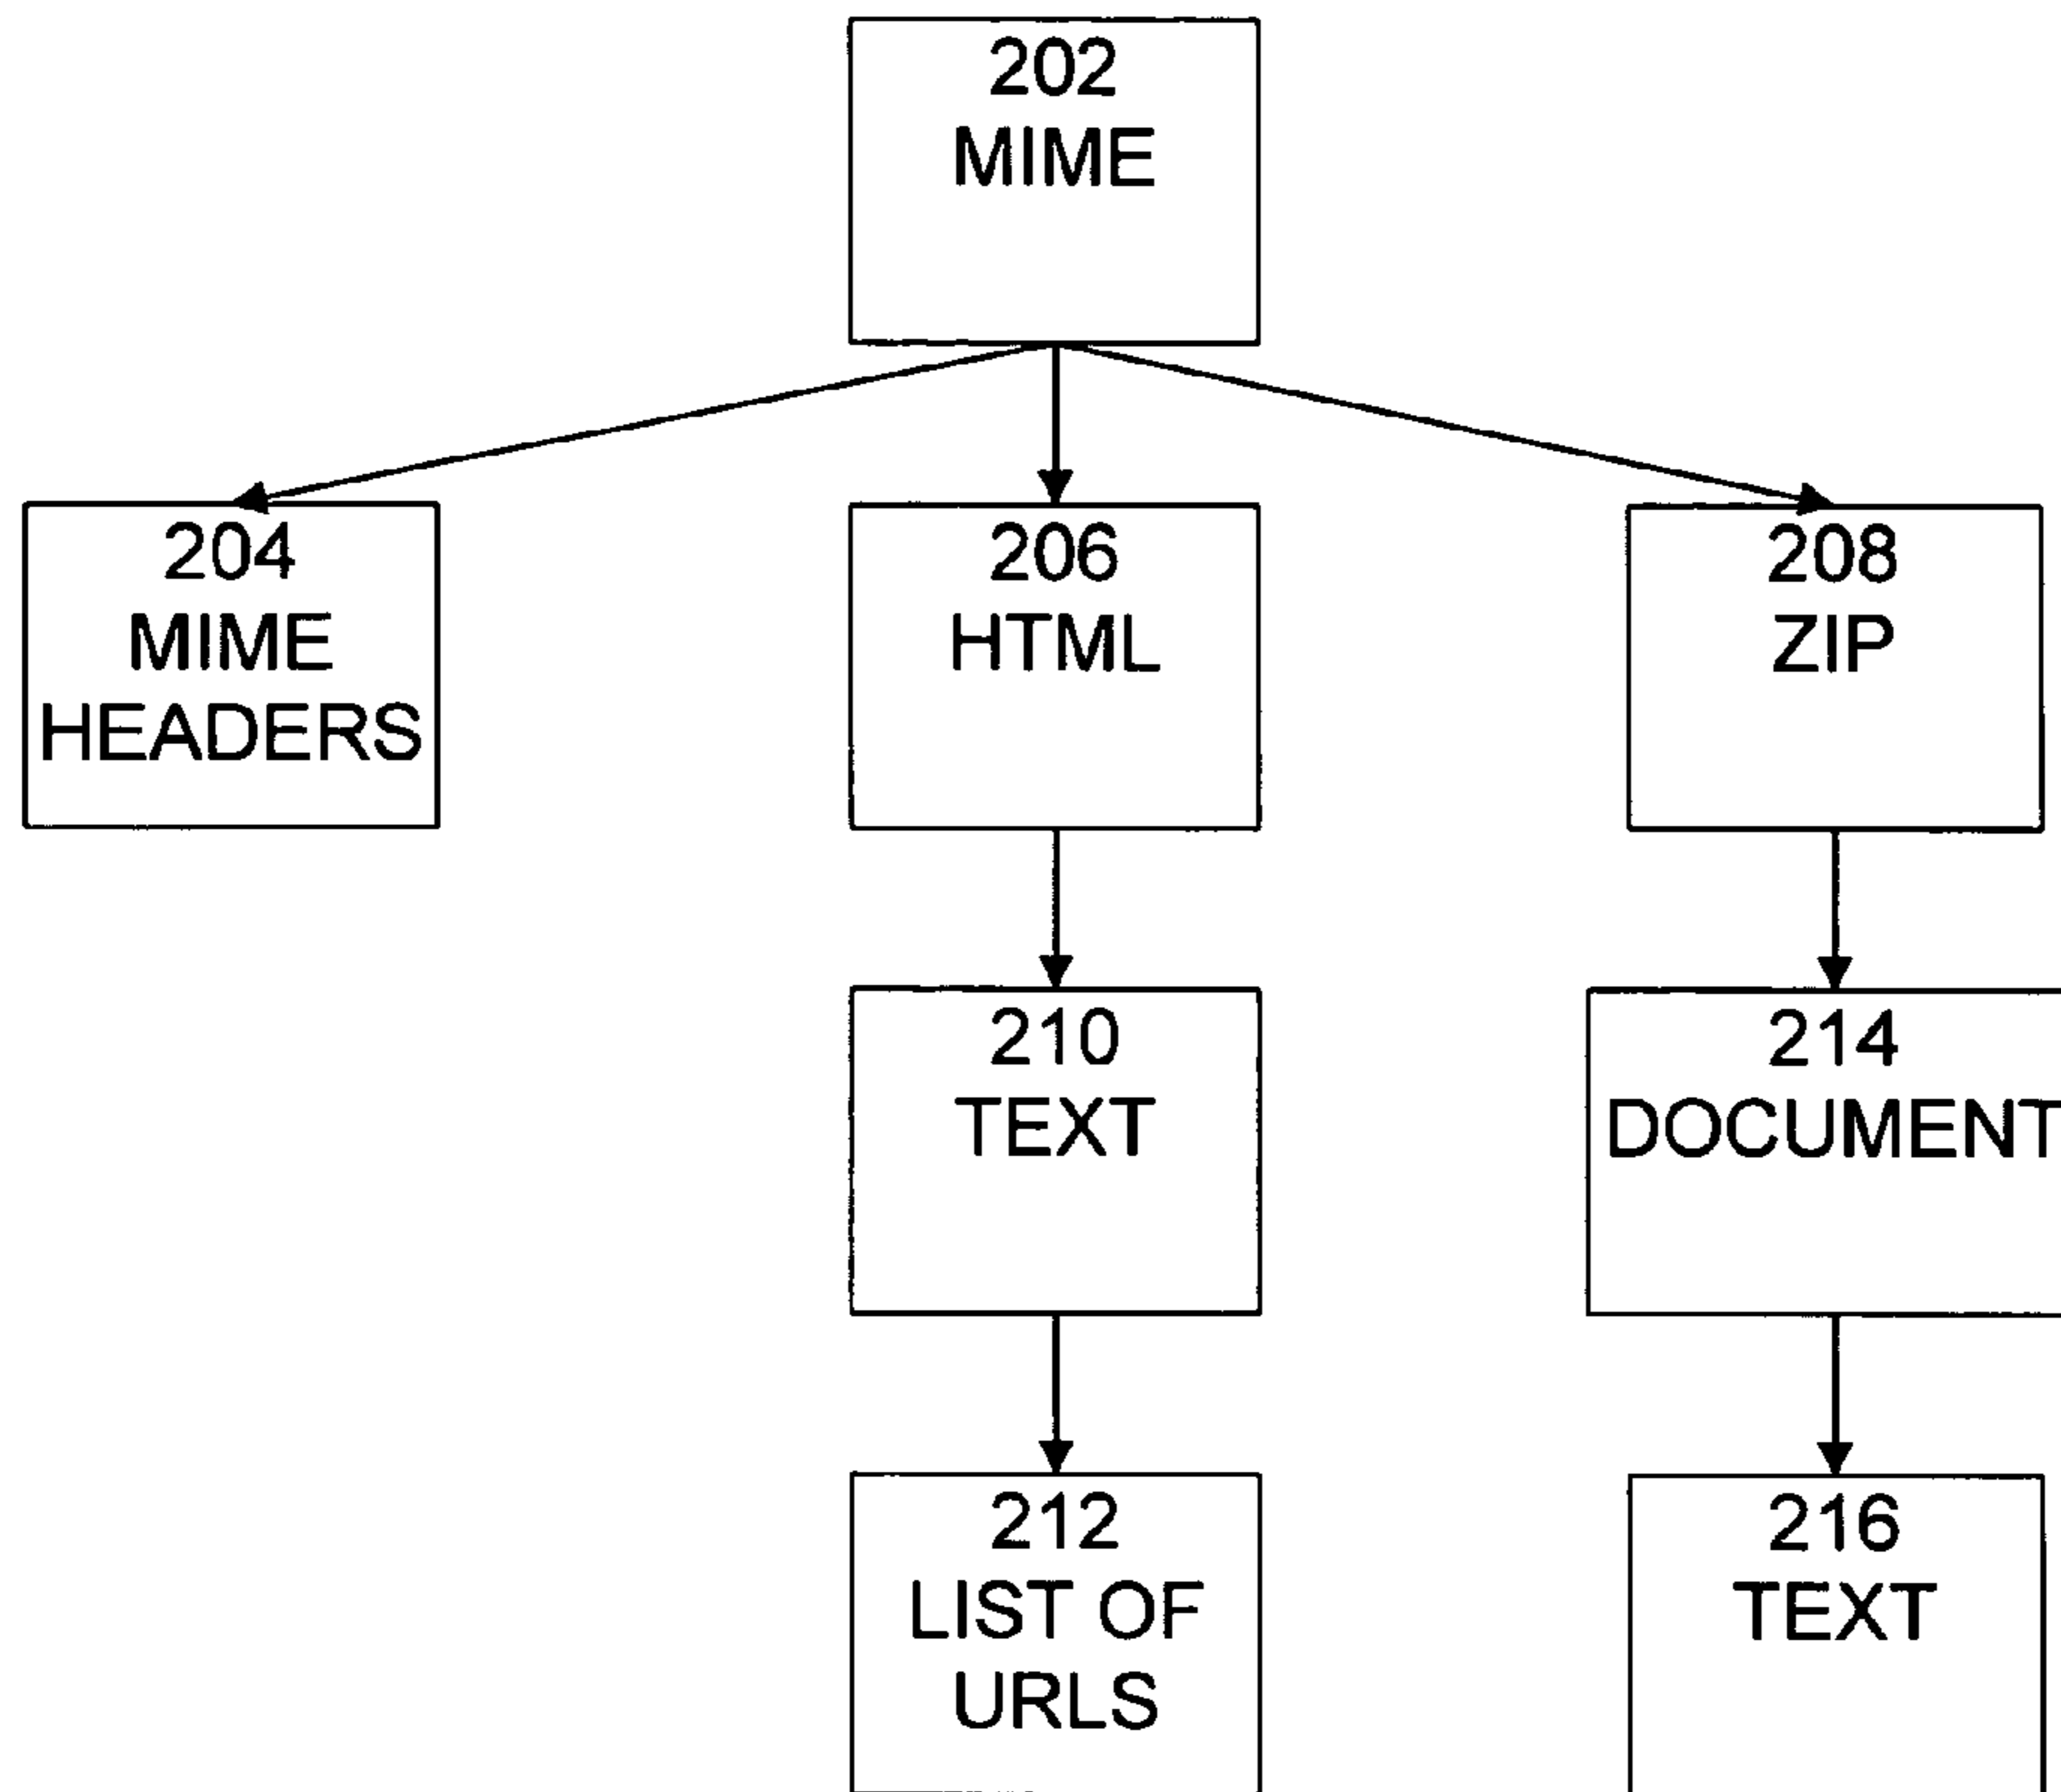 202
MIME
204
MIME
HEADERS
206
HTML
208
ZIP
210
TEXT
214
DOCUMENT
212
LIST OF
URLS
216
TEXT